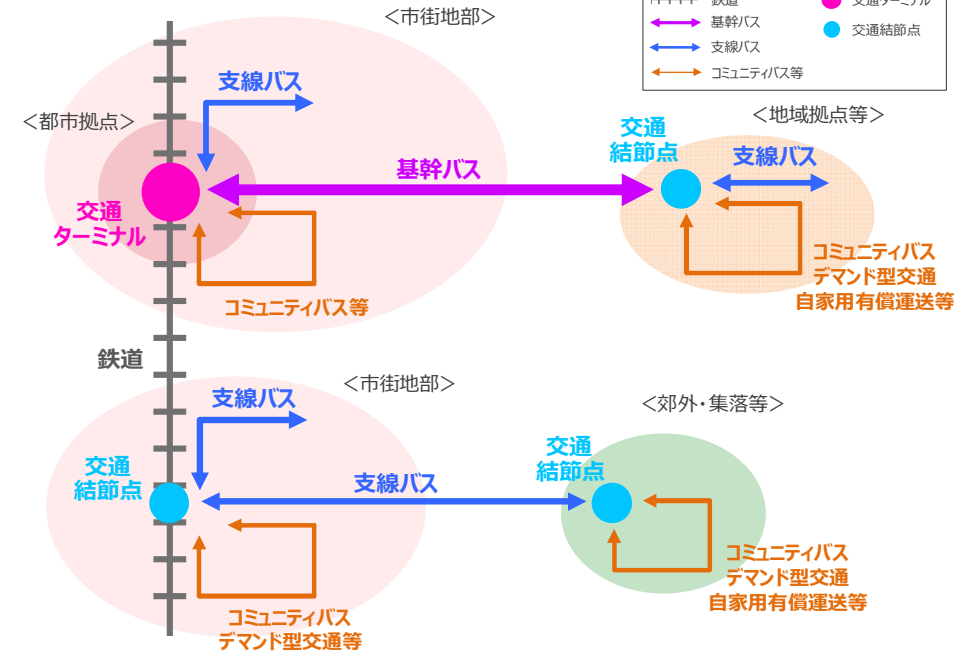 鉄道
交通ターミナル
基幹バス
交通結節点
支線バス
コミュニティバス等
＜市街地部＞
支線バス
＜都市拠点＞
＜地域拠点等＞
交通
結節点
支線バス
基幹バス
交通
ターミナル
コミュニティバス
デマンド型交通
自家用有償運送等
コミュニティバス等
鉄道
＜市街地部＞
支線バス
＜郊外・集落等＞
交通
結節点
交通
結節点
支線バス
コミュニティバス
デマンド型交通
自家用有償運送等
コミュニティバス
デマンド型交通等